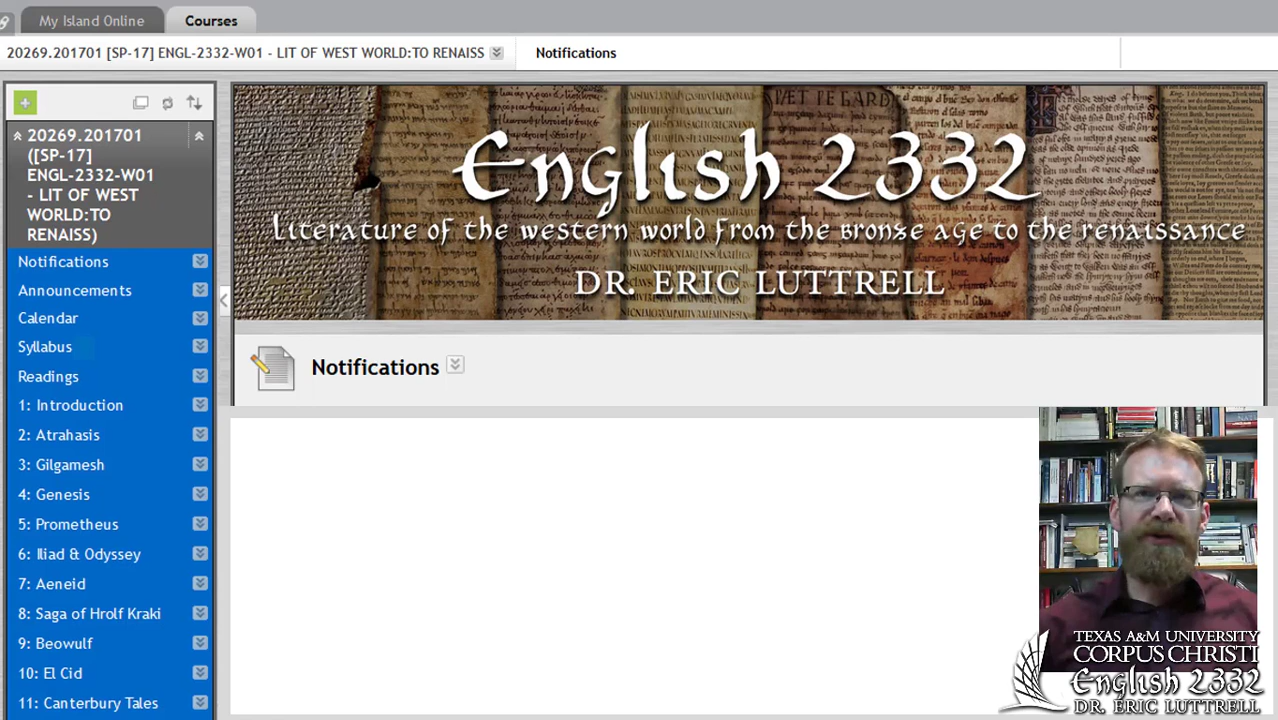 My Island Online
Courses
20269.201701 [SP-17] ENGL-2332-W01 - LIT OF WEST WORLD:TO RENAISS
Notifications
20269.201701
([SP-17]
ENGL-2332-W01
- LIT OF WEST
WORLD:TO
RENAISS)
Notifications
Announcements
Calendar
Syllabus
Readings
1: Introduction
2: Atrahasis
3: Gilgamesh
4: Genesis
5: Prometheus
6: Iliad & Odyssey
7: Aeneid
8: Saga of Hrolf Kraki
9: Beowulf
10: El Cid
11: Canterbury Tales
English 2332
Literature of the western world from the bronze age to the renaissance
DR. ERIC LUTTRELL
Notifications
TEXAS A&M UNIVERSITY
CORPUS CHRISTI
English 2332
DR. ERIC LUTTRELL